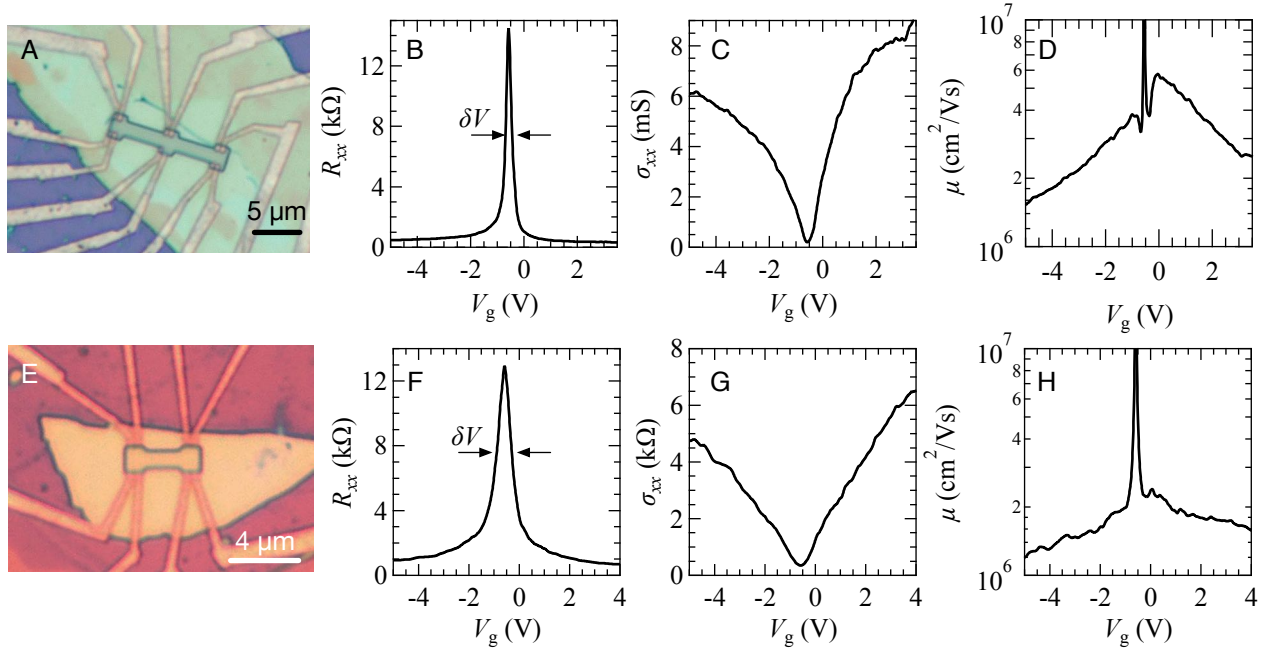 A
5 μm
B
R_xx (kΩ)
12
8
4
0
δV
-4 -2 0 2
V_g (V)
C
σ_xx (mS)
8
6
4
2
0
-4 -2 0 2
V_g (V)
D
μ (cm²/Vs)
10⁷
8
6
4
2
10⁶
-4 -2 0 2
V_g (V)
E
4 μm
F
R_xx (kΩ)
12
8
4
0
δV
-4 -2 0 2 4
V_g (V)
G
σ_xx (kΩ)
8
6
4
2
0
-4 -2 0 2 4
V_g (V)
H
μ (cm²/Vs)
10⁷
8
6
4
2
10⁶
-4 -2 0 2 4
V_g (V)